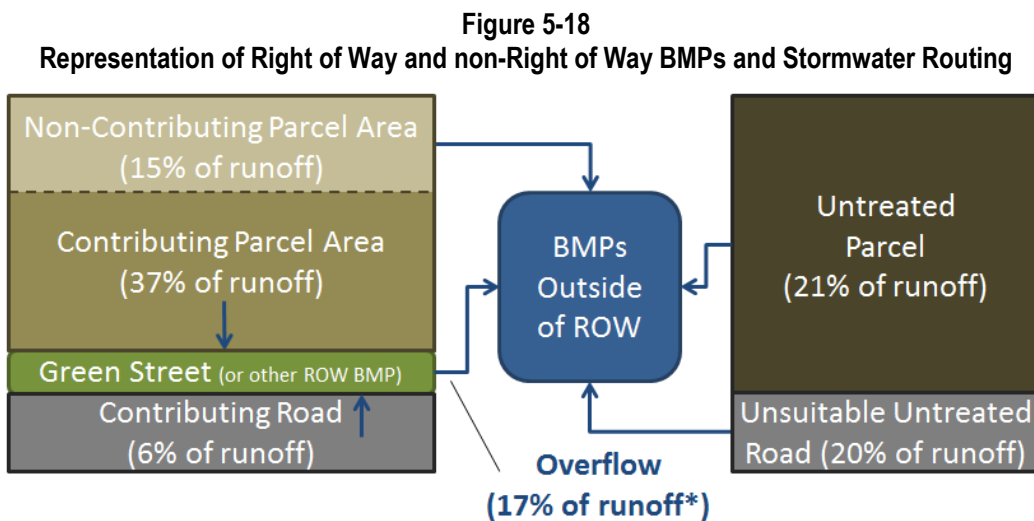 Figure 5-18
Representation of Right of Way and non-Right of Way BMPs and Stormwater Routing
Non-Contributing Parcel Area
(15% of runoff)
Contributing Parcel Area
(37% of runoff)
Green Street (or other ROW BMP)
Contributing Road
(6% of runoff)
BMPs
Outside
of ROW
Overflow
(17% of runoff*)
Untreated
Parcel
(21% of runoff)
Unsuitable Untreated
Road (20% of runoff)